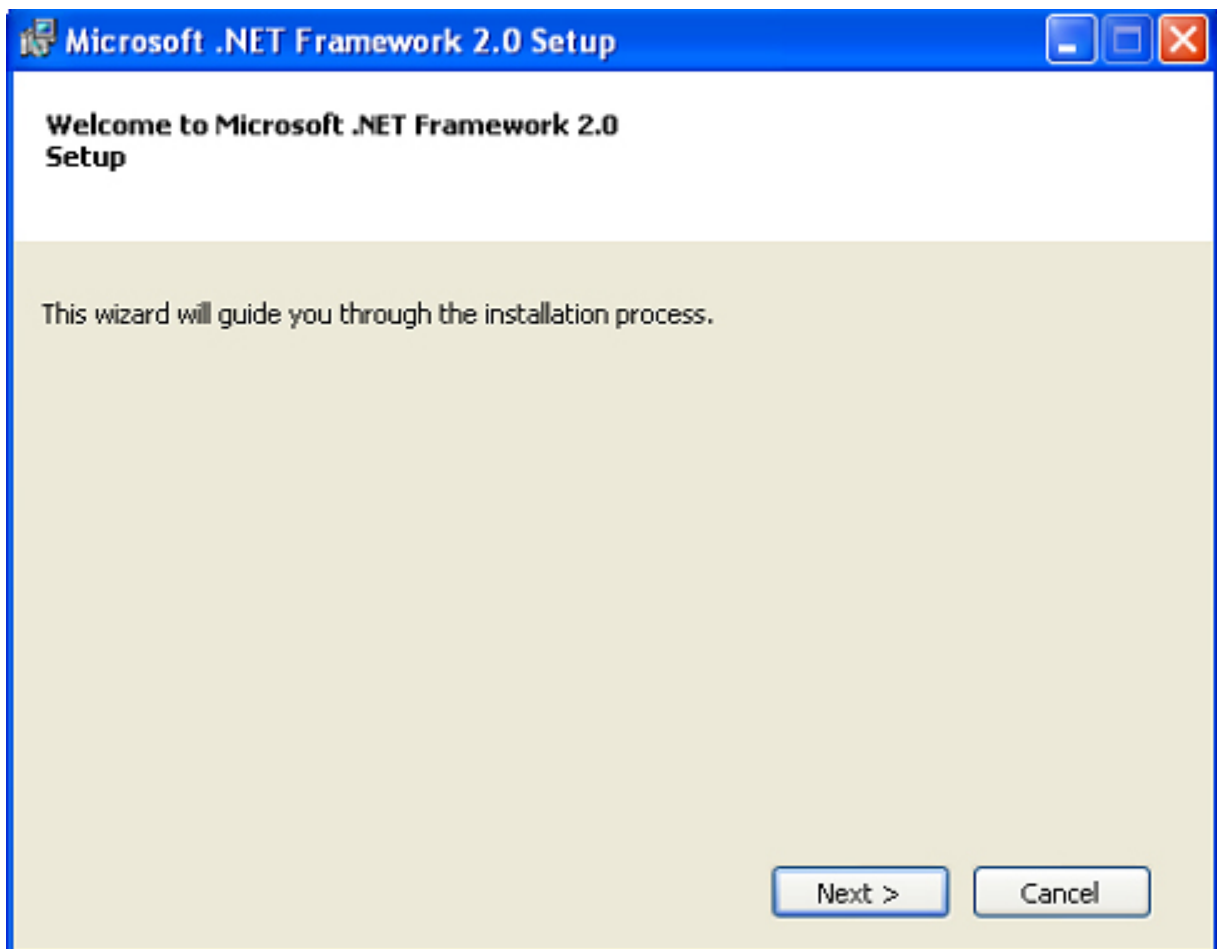 Microsoft .NET Framework 2.0 Setup
Welcome to Microsoft .NET Framework 2.0
Setup
This wizard will guide you through the installation process.
Next >
Cancel